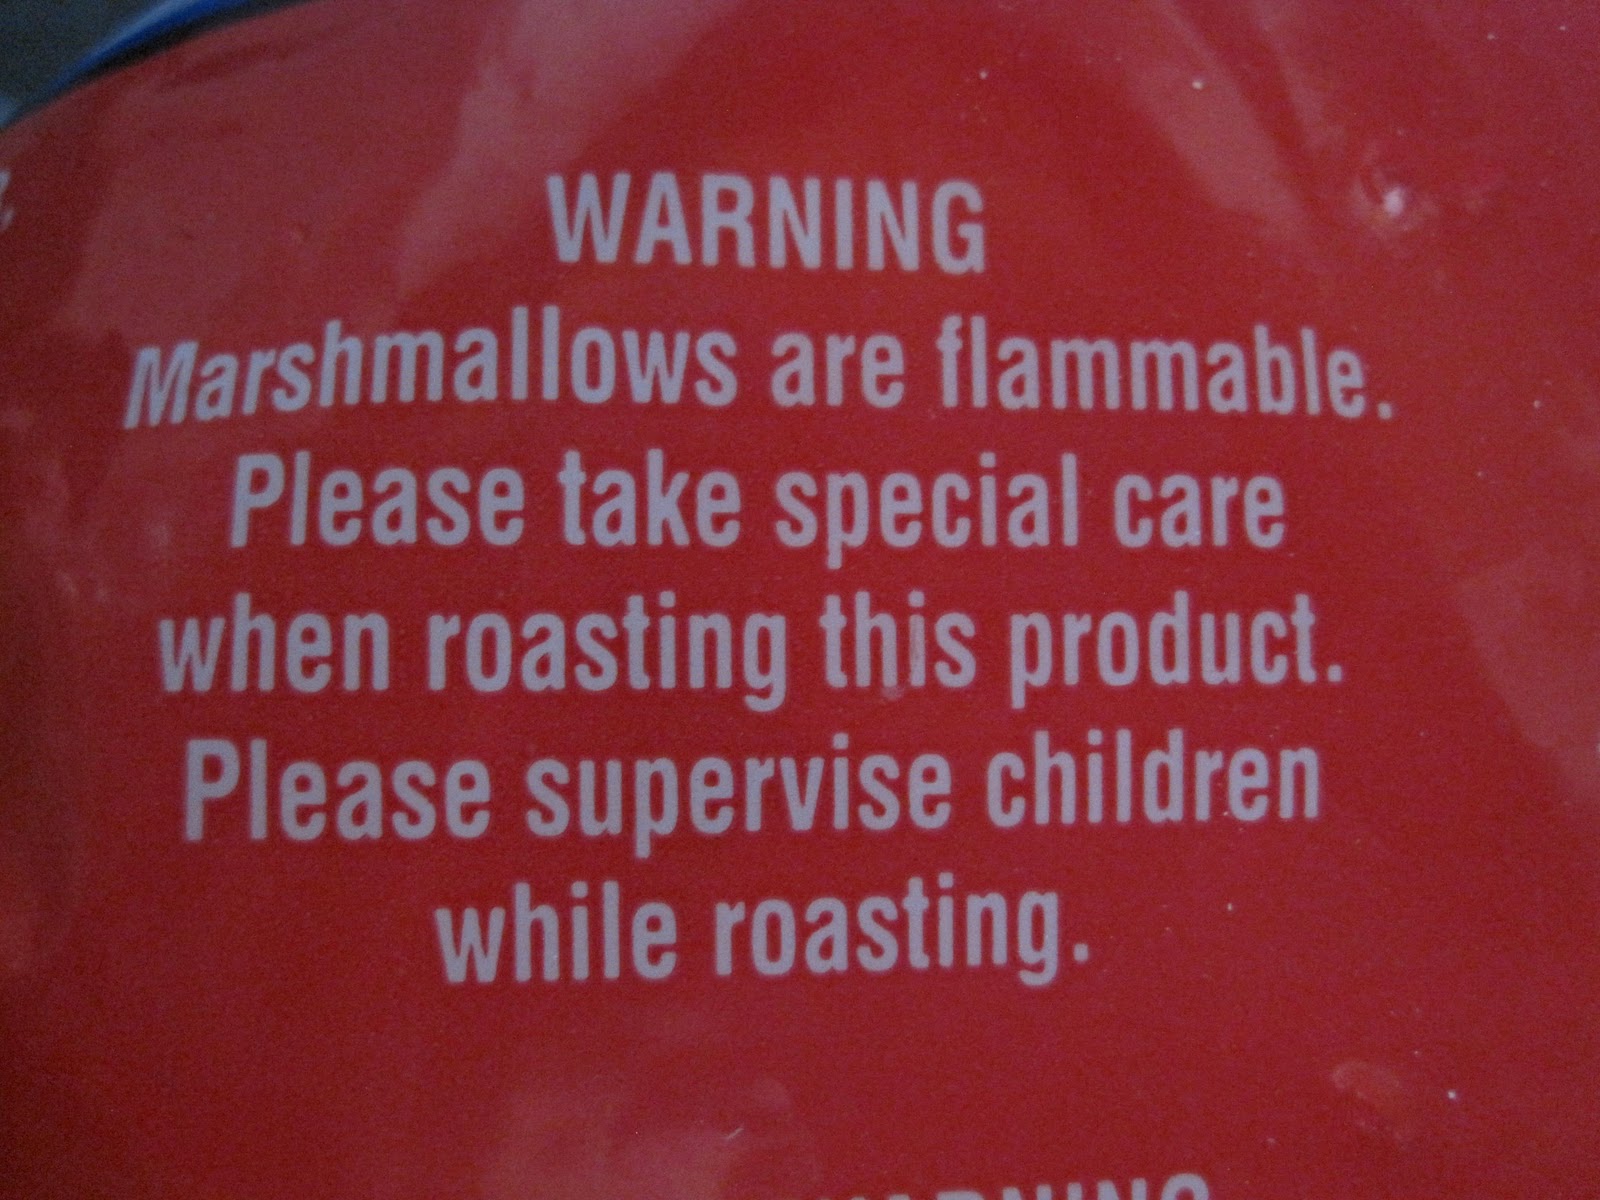 WARNING
Marshmallows are flammable.
Please take special care
when roasting this product.
Please supervise children
while roasting.